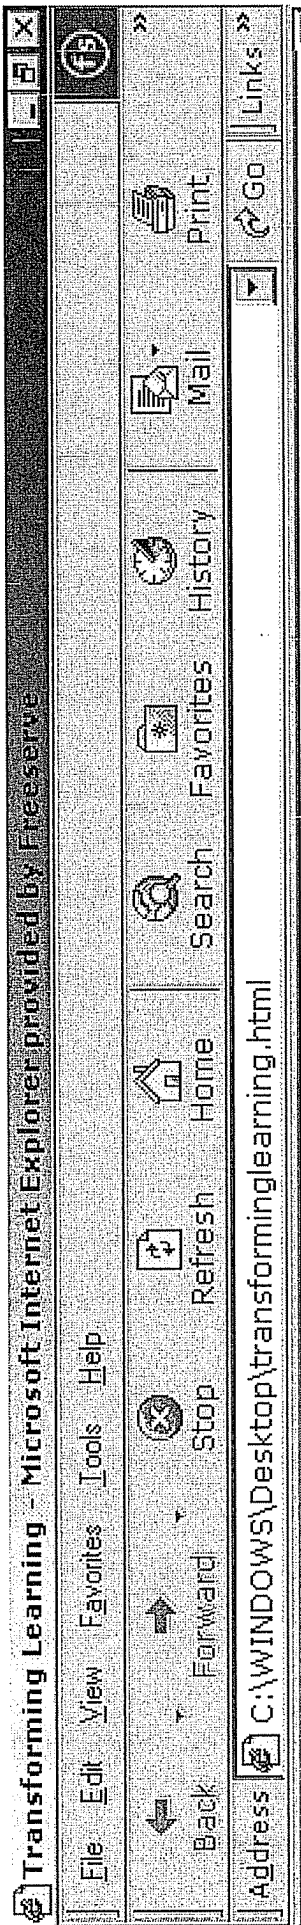 Transforming Learning - Microsoft Internet Explorer provided by Freeserve
File Edit View Favorites Tools Help
fs
Back Forward Stop Refresh Home Search Favorites History Mail Print »
Address C:\WINDOWS\Desktop\transforminglearning.html Go Links »